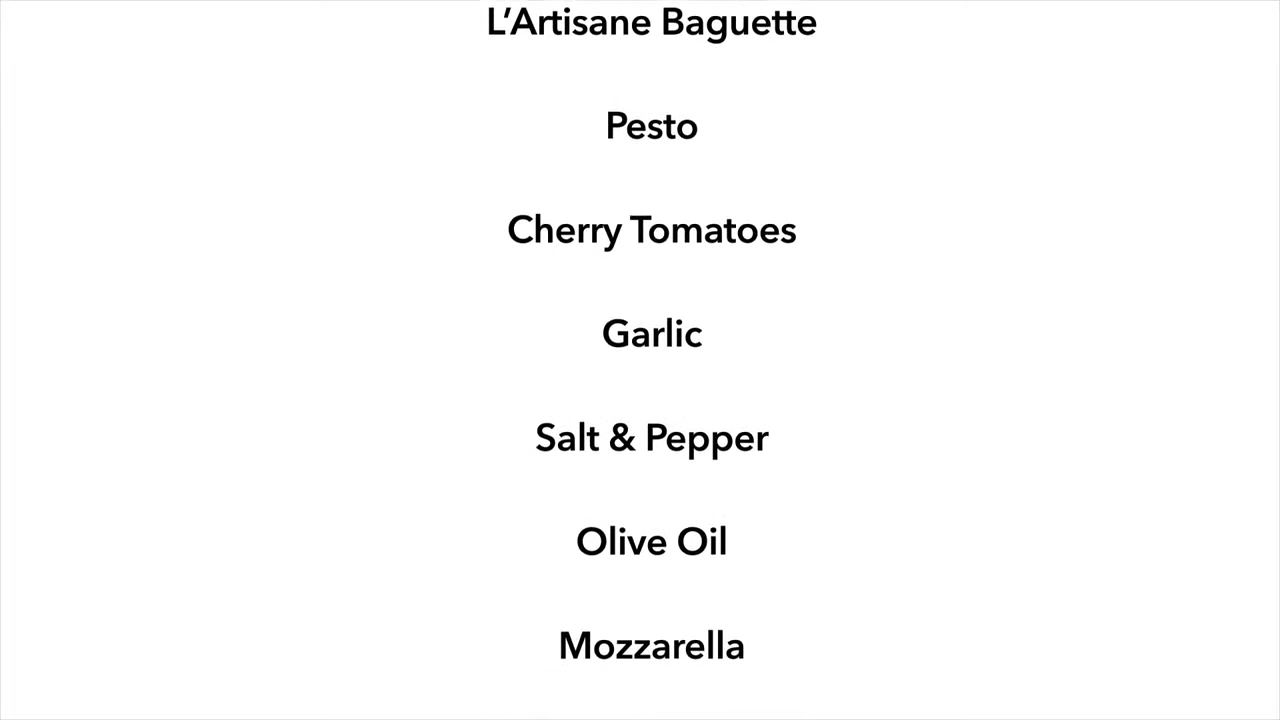 L’Artisane Baguette
Pesto
Cherry Tomatoes
Garlic
Salt & Pepper
Olive Oil
Mozzarella